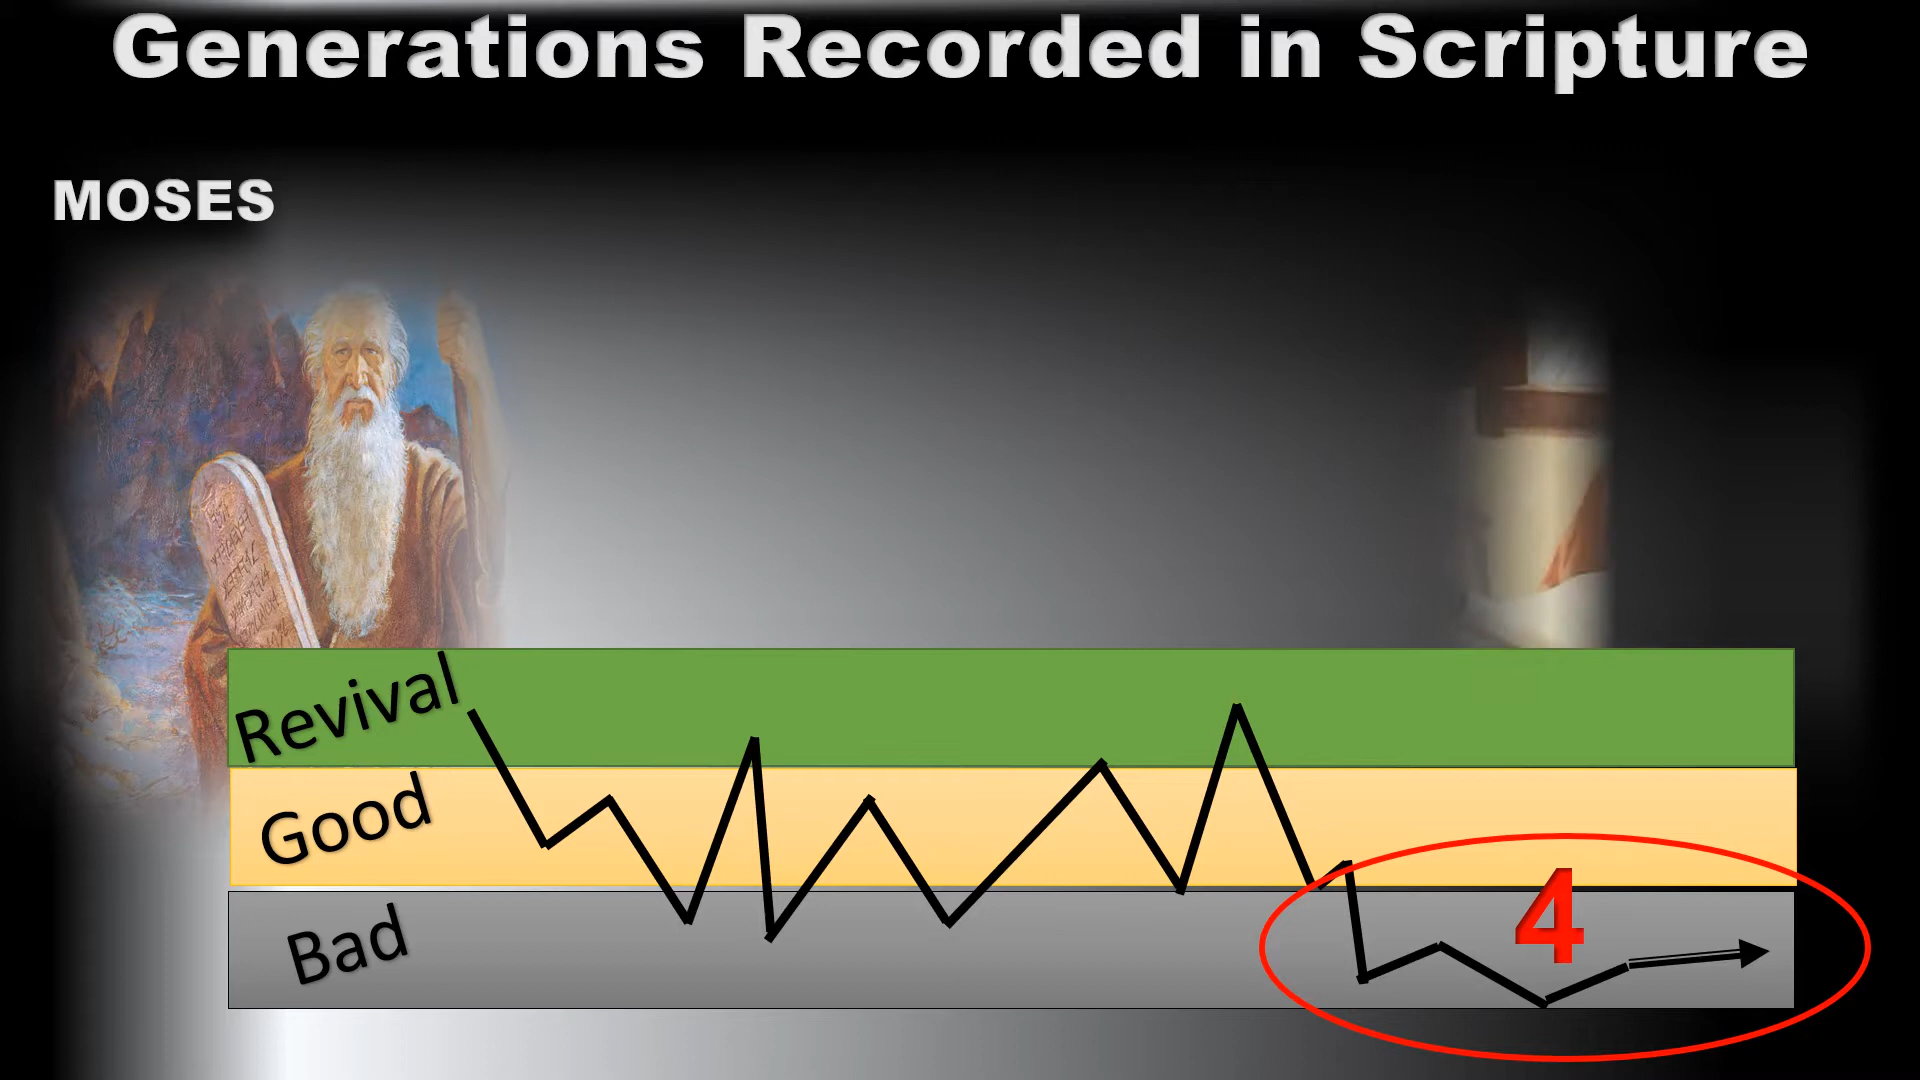 Generations Recorded in Scripture
MOSES
Revival
Good
Bad
4